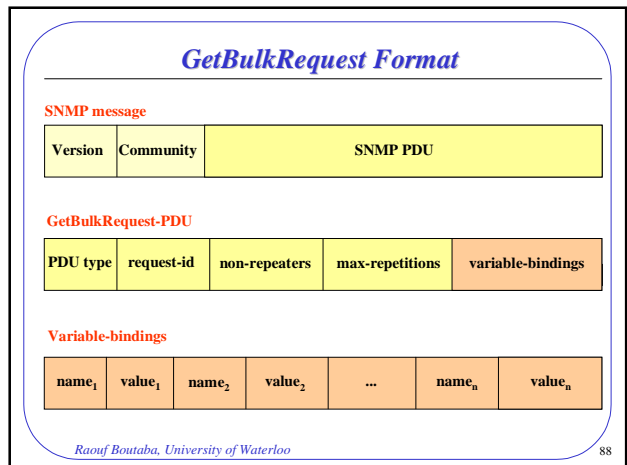 GetBulkRequest Format
SNMP message
Version Community SNMP PDU
GetBulkRequest-PDU
PDU type request-id non-repeaters max-repetitions variable-bindings
Variable-bindings
name₁ value₁ name₂ value₂ ... nameₙ valueₙ
Raouf Boutaba, University of Waterloo 88